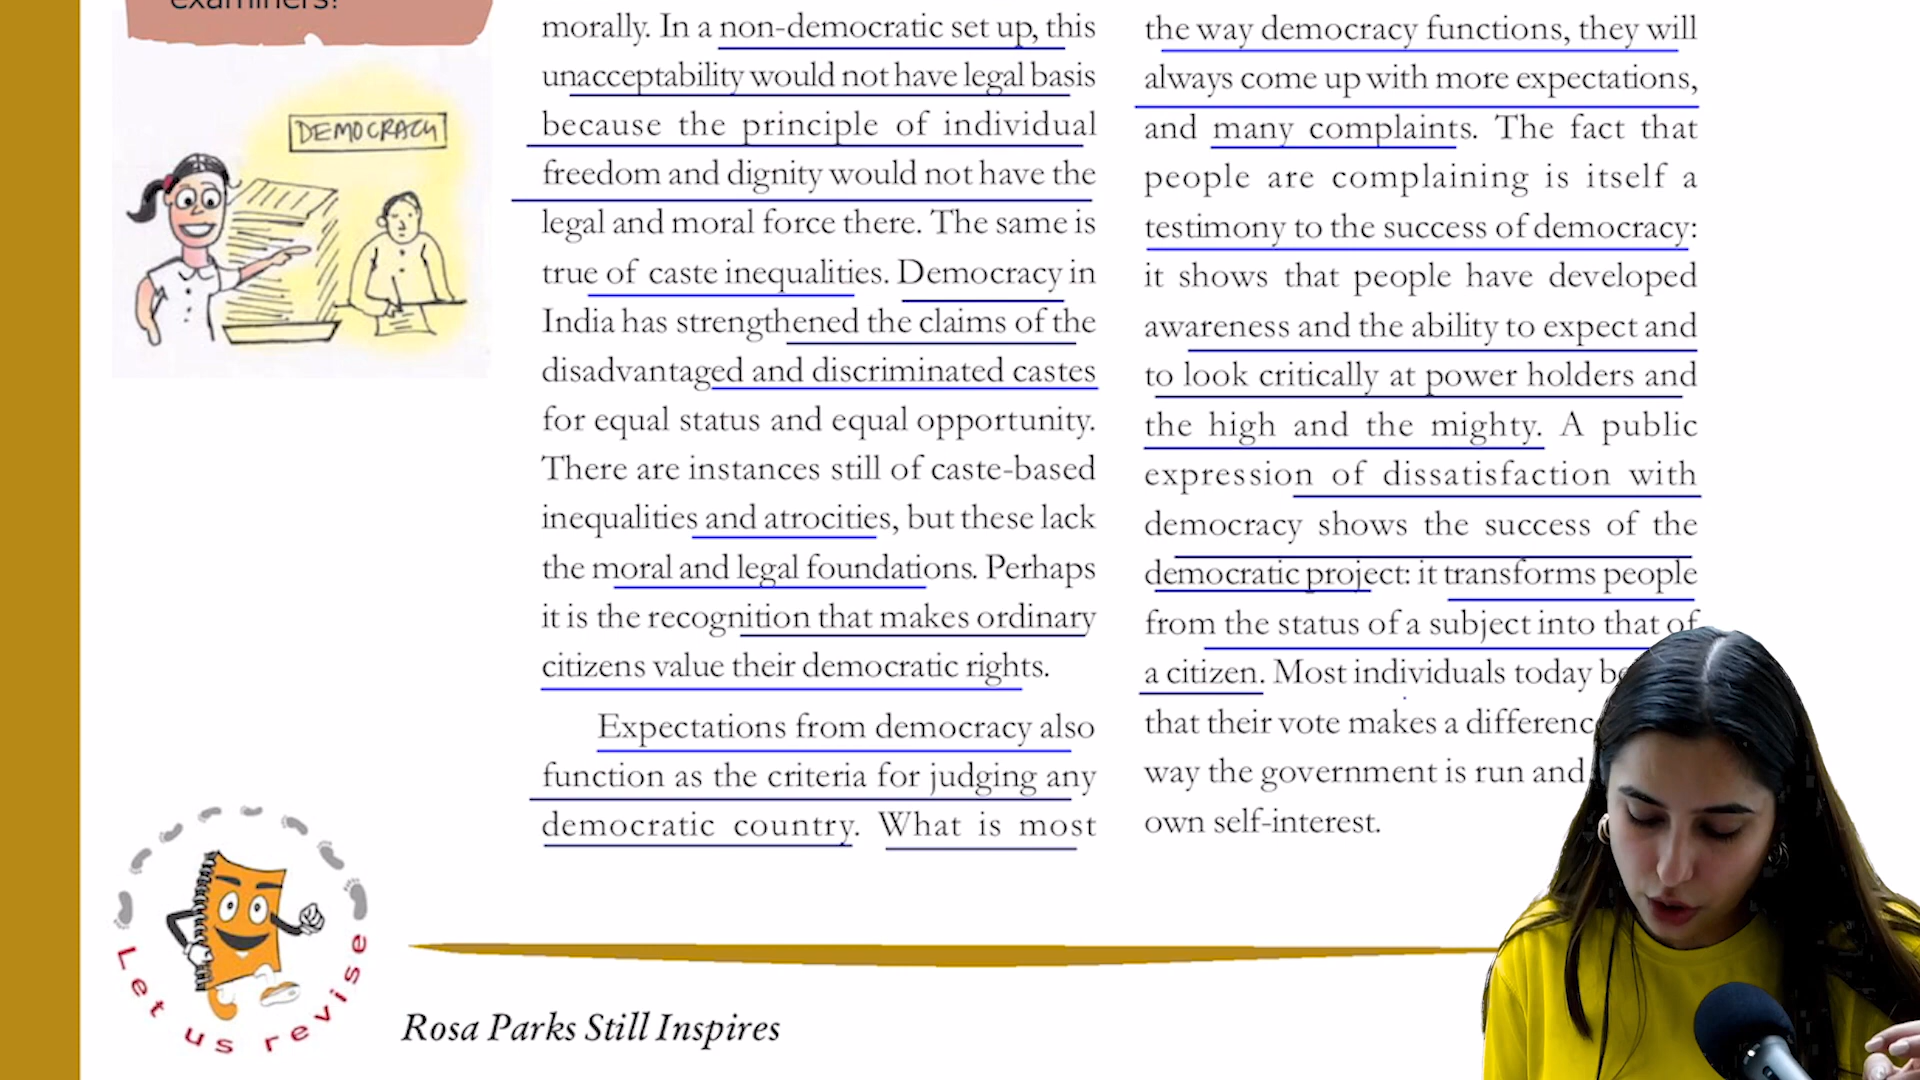 examiners?
DEMOCRACY
morally. In a non-democratic set up, this
unacceptability would not have legal basis
because the principle of individual
freedom and dignity would not have the
legal and moral force there. The same is
true of caste inequalities. Democracy in
India has strengthened the claims of the
disadvantaged and discriminated castes
for equal status and equal opportunity.
There are instances still of caste-based
inequalities and atrocities, but these lack
the moral and legal foundations. Perhaps
it is the recognition that makes ordinary
citizens value their democratic rights.
Expectations from democracy also
function as the criteria for judging any
democratic country. What is most
the way democracy functions, they will
always come up with more expectations,
and many complaints. The fact that
people are complaining is itself a
testimony to the success of democracy:
it shows that people have developed
awareness and the ability to expect and
to look critically at power holders and
the high and the mighty. A public
expression of dissatisfaction with
democracy shows the success of the
democratic project: it transforms people
from the status of a subject into that of
a citizen. Most individuals today
that their vote makes a difference
way the government is run and
own self-interest.
Let us revise
Rosa Parks Still Inspires